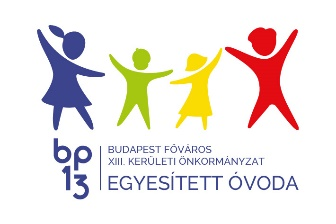 bp
13
BUDAPEST FŐVÁROS
XIII. KERÜLETI ÖNKORMÁNYZAT
EGYESÍTETT ÓVODA